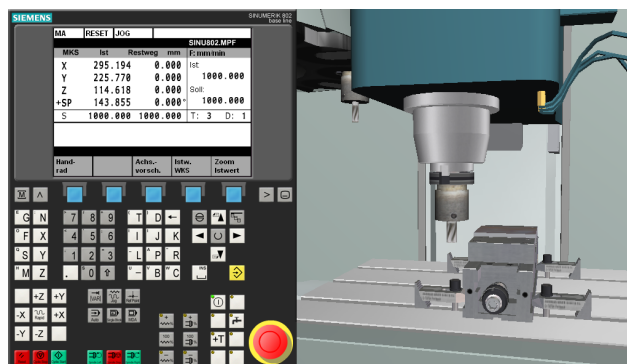 SIEMENS
SINUMERIK 802
base line
MA RESET JOG
SINU802.MPF
MKS Ist Restweg mm F: mm/min
X 295.194 0.000 Ist:
Y 225.770 0.000 1000.000
Z 114.618 0.000 Soll:
+SP 143.855 0.000° 1000.000
S 1000.000 1000.000 T: 3 D: 1
Hand-
rad
Achs.-
vorsch.
Istw.
WKS
Zoom
Istwert
M
G N 7 8 9 T D
F X 4 5 6 I J K
S Y 1 2 3 L P R
M Z . 0 U B W C INS
+Z +Y
-X Rapid +X
-Y -Z
+T